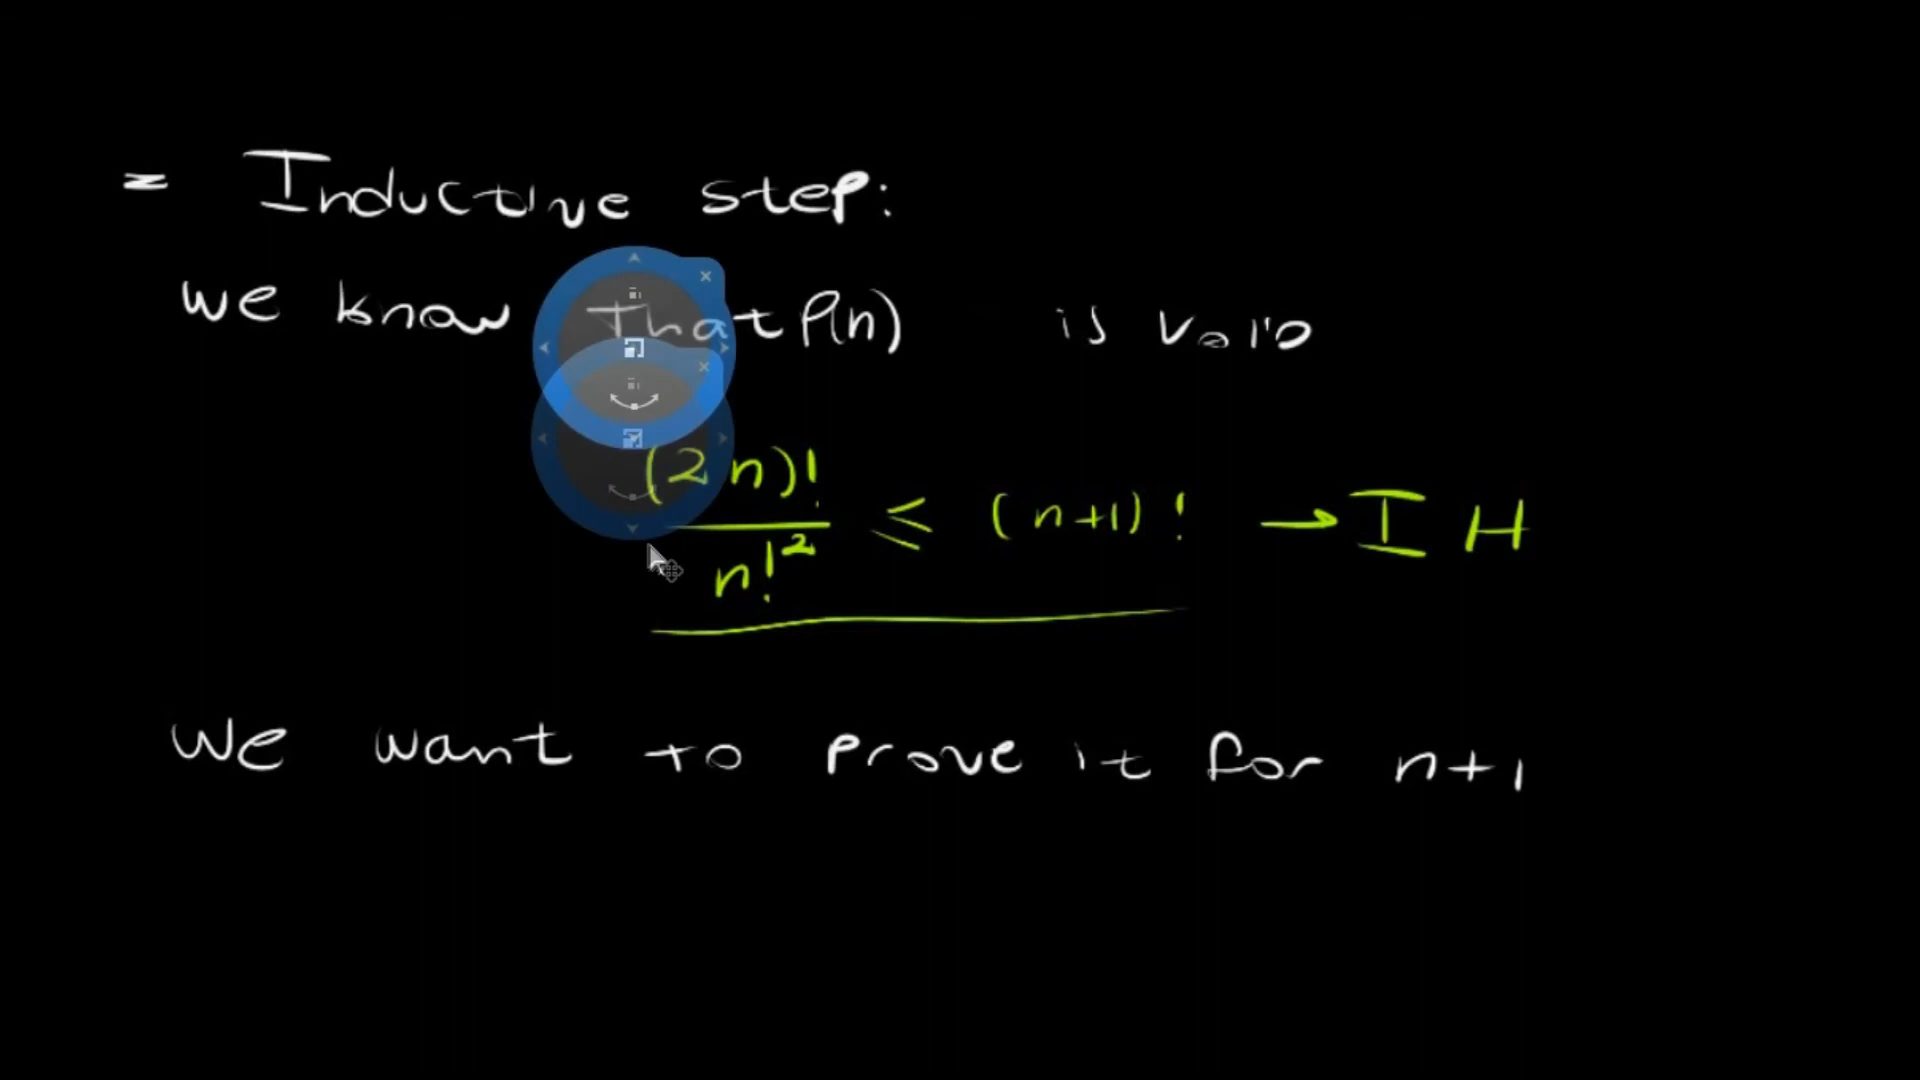 = Inductive step:
we know that P(n) is valid
(2n)! / n!² ≤ (n+1)! → IH
We want to prove it for n+1